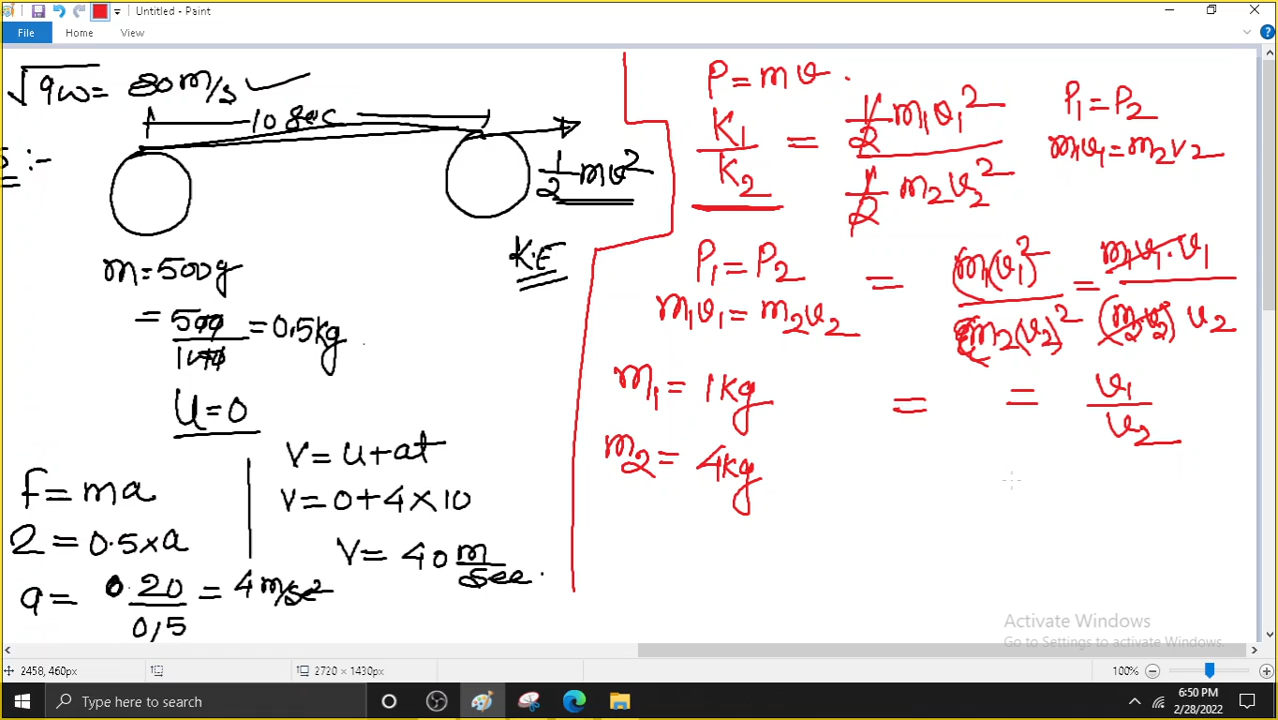 Untitled - Paint
File Home View
√9w = 80m/s
10 sec
5 :-
1/2 mv²
K.E
m = 500g
= 500/1000 = 0.5kg
U = 0
f = ma
2 = 0.5×a
a = 0.20/0.5 = 4m/se²
V = u + at
V = 0 + 4 × 10
V = 40 m/sec.
P = mv.
K1/K2 = 1/2 m1v1² / 1/2 m2v2²
P1 = P2
m1v1 = m2v2
P1 = P2
m1v1 = m2v2
= m1(v1)² / m2(v2)² = m1v1.v1 / (m2v2) v2
m1 = 1kg
m2 = 4kg
= = v1/v2
Activate Windows
Go to Settings to activate Windows.
2458, 460px
2720 × 1430px
100%
Type here to search
6:50 PM
2/28/2022